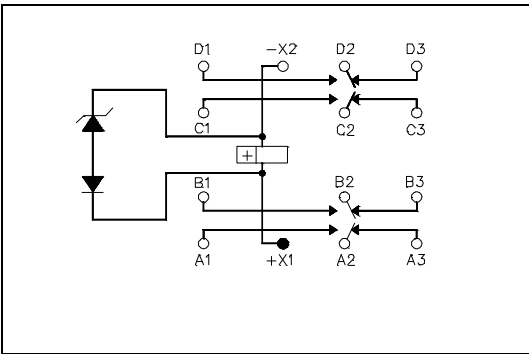 D1 -X2 D2 D3
C1 C2 C3
+
B1 B2 B3
A1 +X1 A2 A3